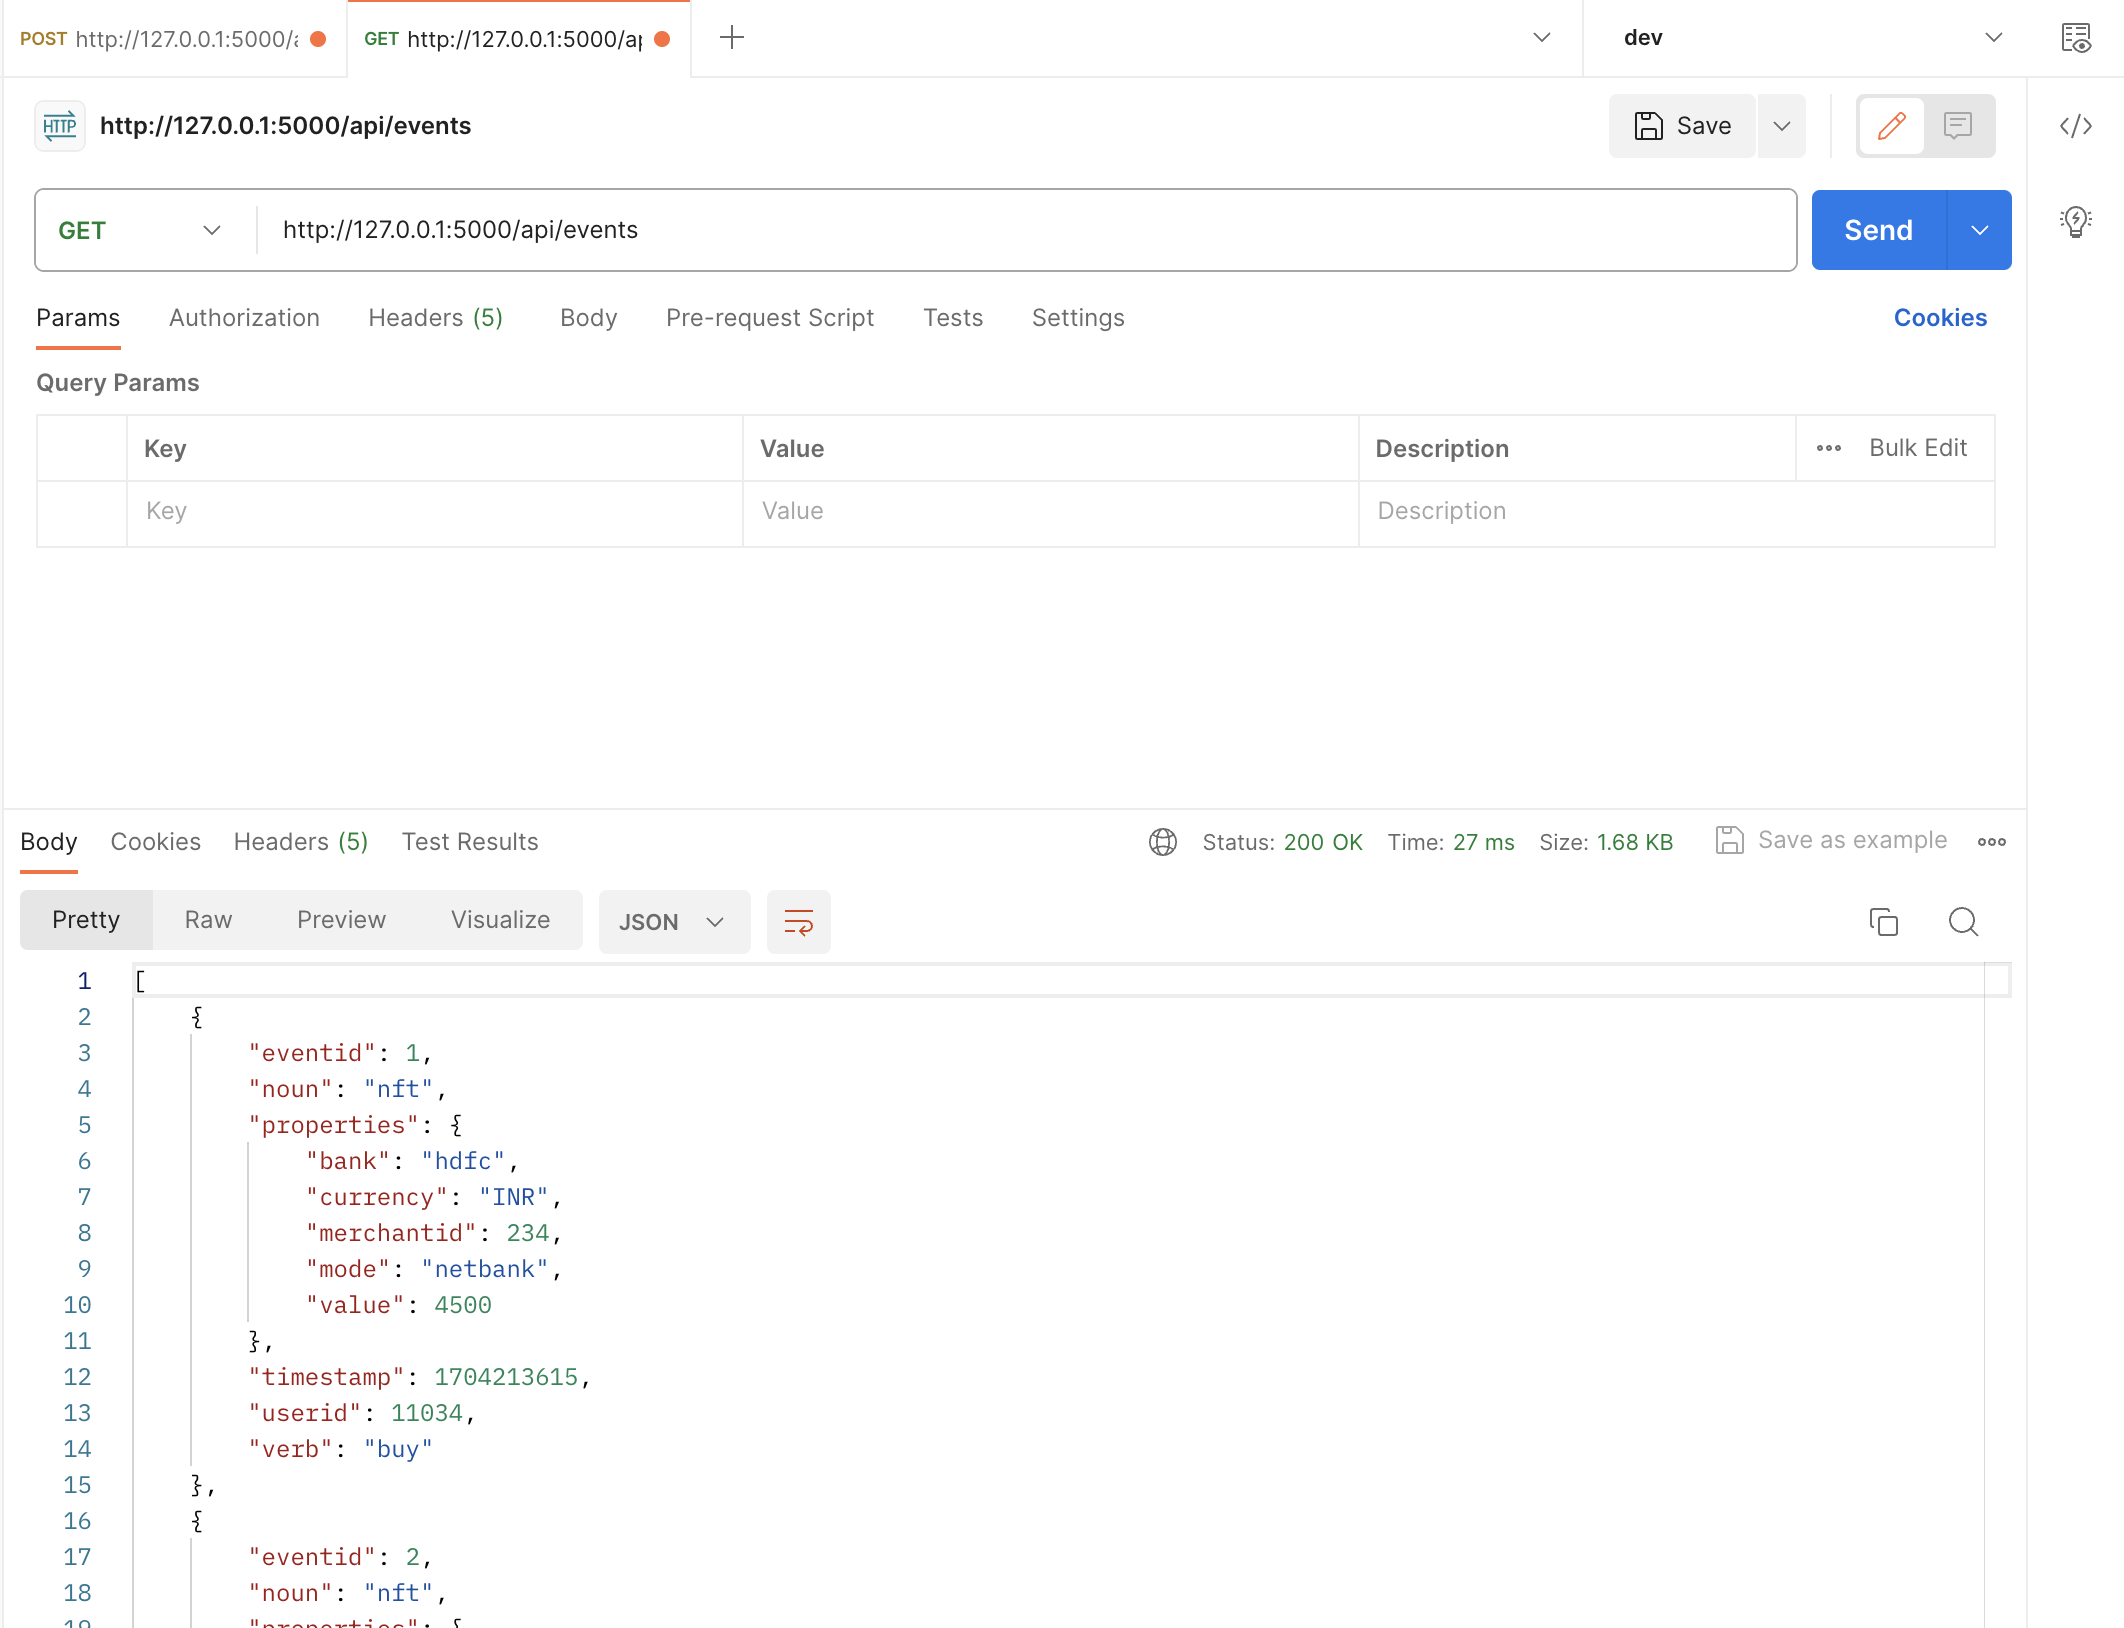 POST http://127.0.0.1:5000/a
GET http://127.0.0.1:5000/ap
dev
HTTP http://127.0.0.1:5000/api/events
Save
GET http://127.0.0.1:5000/api/events
Send
Params Authorization Headers (5) Body Pre-request Script Tests Settings Cookies
Query Params
Key Value Description Bulk Edit
Key Value Description
Body Cookies Headers (5) Test Results Status: 200 OK Time: 27 ms Size: 1.68 KB Save as example
Pretty Raw Preview Visualize JSON
1 [
2 {
3 "eventid": 1,
4 "noun": "nft",
5 "properties": {
6 "bank": "hdfc",
7 "currency": "INR",
8 "merchantid": 234,
9 "mode": "netbank",
10 "value": 4500
11 },
12 "timestamp": 1704213615,
13 "userid": 11034,
14 "verb": "buy"
15 },
16 {
17 "eventid": 2,
18 "noun": "nft",
19 "properties": {